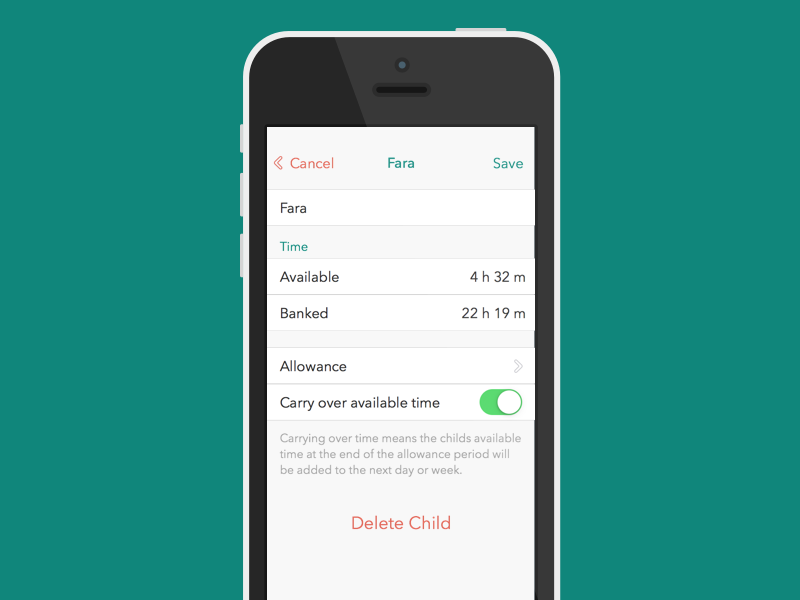 Cancel Fara Save
Fara
Time
Available 4 h 32 m
Banked 22 h 19 m
Allowance
Carry over available time
Carrying over time means the childs available
time at the end of the allowance period will
be added to the next day or week.
Delete Child